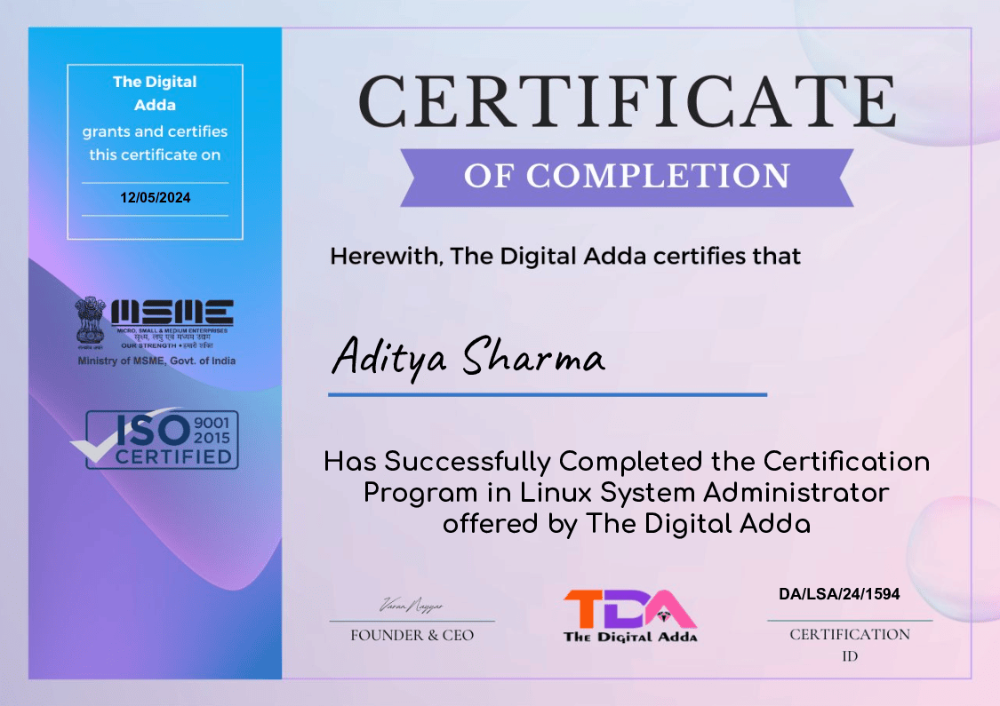 The Digital
Adda
grants and certifies
this certificate on
12/05/2024
MSME
MICRO, SMALL & MEDIUM ENTERPRISES
सूक्ष्म, लघु एवं मध्यम उद्यम
OUR STRENGTH • हमारी शक्ति
Ministry of MSME, Govt. of India
ISO 9001
2015
CERTIFIED
CERTIFICATE
OF COMPLETION
Herewith, The Digital Adda certifies that
Aditya Sharma
Has Successfully Completed the Certification
Program in Linux System Administrator
offered by The Digital Adda
Varun Nayyar
FOUNDER & CEO
TDA
The Digital Adda
DA/LSA/24/1594
CERTIFICATION
ID